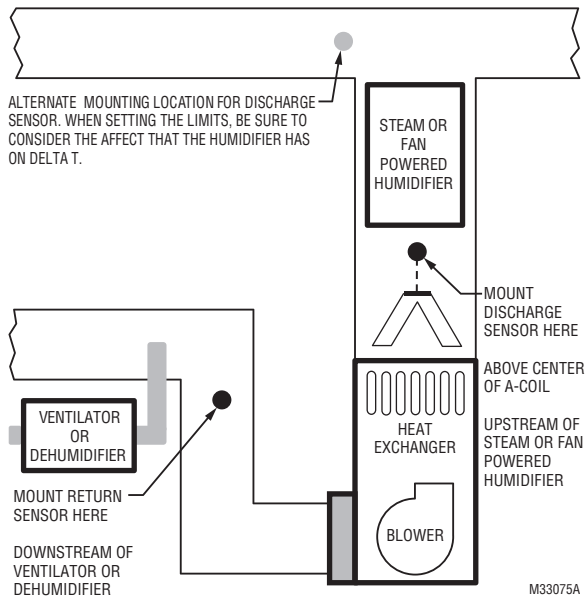 ALTERNATE MOUNTING LOCATION FOR DISCHARGE
SENSOR. WHEN SETTING THE LIMITS, BE SURE TO
CONSIDER THE AFFECT THAT THE HUMIDIFIER HAS
ON DELTA T.
STEAM OR
FAN
POWERED
HUMIDIFIER
MOUNT
DISCHARGE
SENSOR HERE
ABOVE CENTER
OF A-COIL
UPSTREAM OF
STEAM OR FAN
POWERED
HUMIDIFIER
HEAT
EXCHANGER
BLOWER
VENTILATOR
OR
DEHUMIDIFIER
MOUNT RETURN
SENSOR HERE
DOWNSTREAM OF
VENTILATOR OR
DEHUMIDIFIER
M33075A